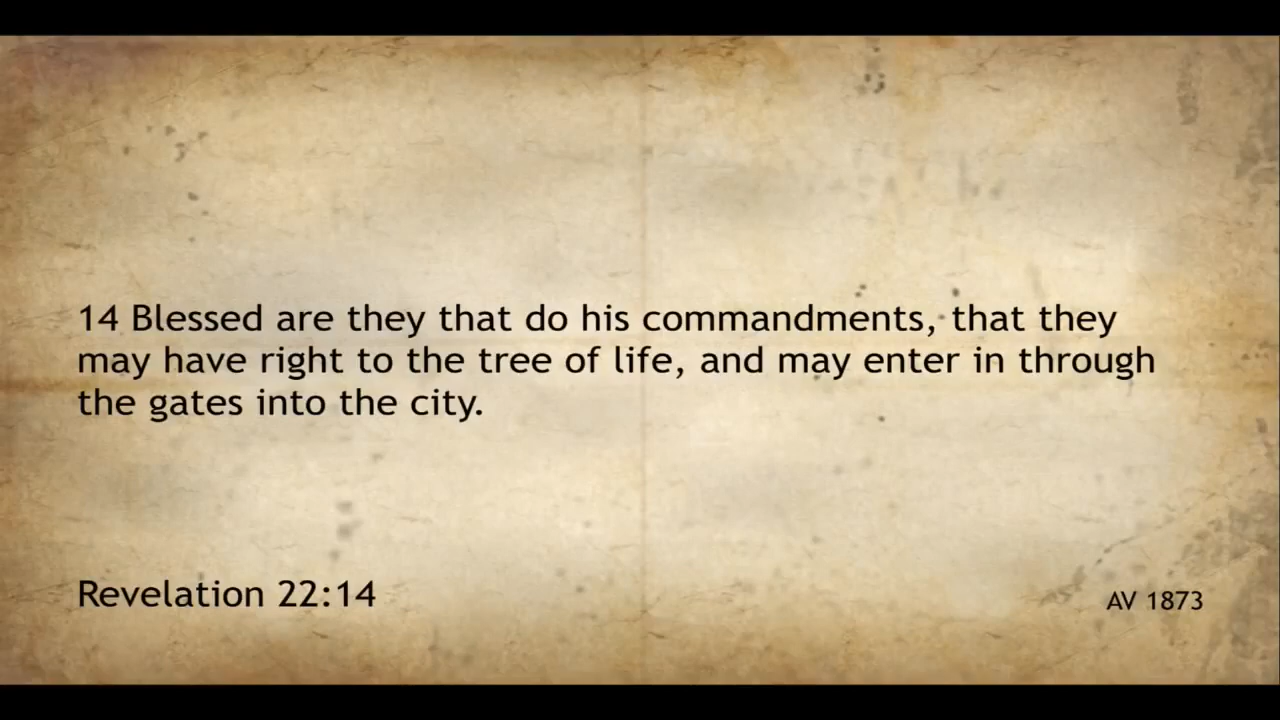 14 Blessed are they that do his commandments, that they
may have right to the tree of life, and may enter in through
the gates into the city.
Revelation 22:14
AV 1873